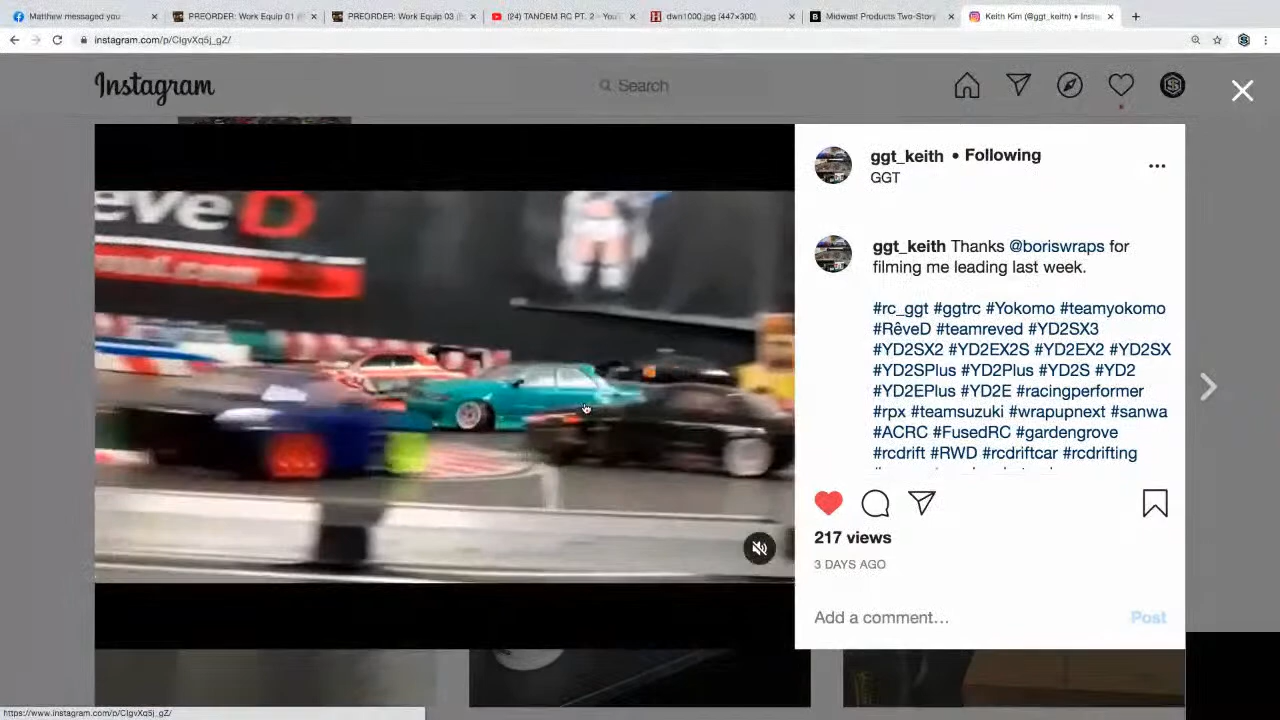 Matthew messaged you
PREORDER: Work Equip 01 (
PREORDER: Work Equip 03 (
(24) TANDEM RC PT. 2 - You
dwn1000.jpg (447×300)
Midwest Products Two-Story
Keith Kim (@ggt_keith) • Insta
instagram.com/p/CIgvXq5j_gZ/
Instagram
Search
ggt_keith • Following
GGT
eveD
ggt_keith Thanks @boriswraps for
filming me leading last week.
#rc_ggt #ggtrc #Yokomo #teamyokomo
#RêveD #teamreved #YD2SX3
#YD2SX2 #YD2EX2S #YD2EX2 #YD2SX
#YD2SPlus #YD2Plus #YD2S #YD2
#YD2EPlus #YD2E #racingperformer
#rpx #teamsuzuki #wrapupnext #sanwa
#ACRC #FusedRC #gardengrove
#rcdrift #RWD #rcdriftcar #rcdrifting
217 views
3 DAYS AGO
Add a comment…
Post
https://www.instagram.com/p/CIgvXq5j_gZ/